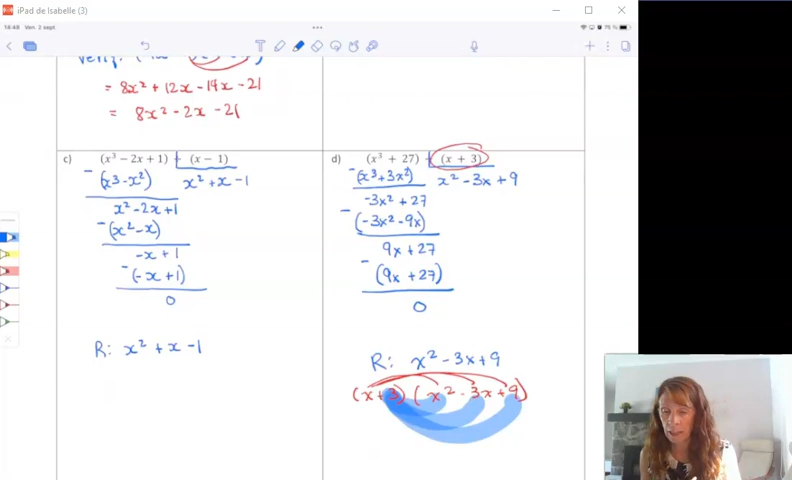 iPad de Isabelle (3)
14:48 Ven. 2 sept.
75 %
= 8x² + 12x - 14x - 21
= 8x² - 2x - 21
c) (x³ − 2x + 1) ÷ (x − 1)
-(x³-x²) x² + x - 1
x² - 2x + 1
-(x² - x)
-x + 1
-(-x + 1)
0
R: x² + x - 1
d) (x³ + 27) ÷ (x + 3)
-(x³+3x²) x² - 3x + 9
-3x² + 27
-(-3x² - 9x)
9x + 27
-(9x + 27)
0
R: x² - 3x + 9
(x+3)(x² - 3x + 9)